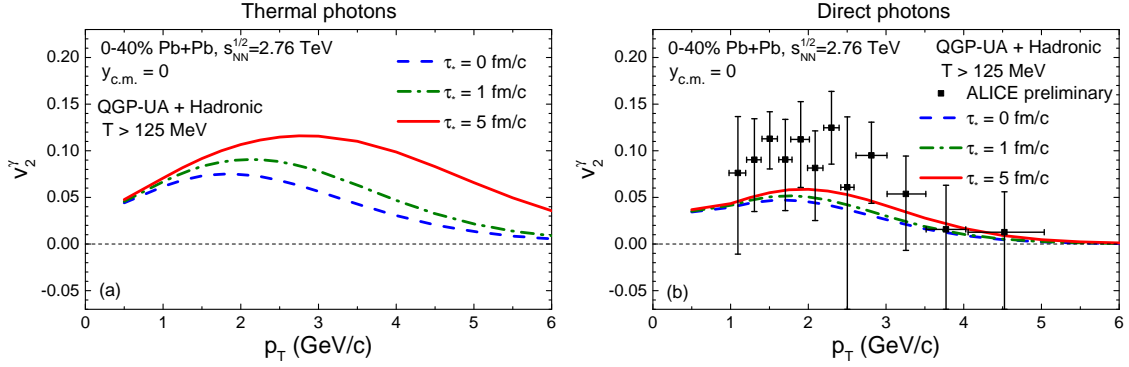 Thermal photons
0-40% Pb+Pb, s_NN^1/2=2.76 TeV
y_c.m. = 0
QGP-UA + Hadronic
T > 125 MeV
τ* = 0 fm/c
τ* = 1 fm/c
τ* = 5 fm/c
0.20
0.15
0.10
0.05
0.00
-0.05
v_2^γ
(a)
0 1 2 3 4 5 6
p_T (GeV/c)
Direct photons
0-40% Pb+Pb, s_NN^1/2=2.76 TeV
y_c.m. = 0
QGP-UA + Hadronic
T > 125 MeV
ALICE preliminary
τ* = 0 fm/c
τ* = 1 fm/c
τ* = 5 fm/c
0.20
0.15
0.10
0.05
0.00
-0.05
v_2^γ
(b)
0 1 2 3 4 5 6
p_T (GeV/c)